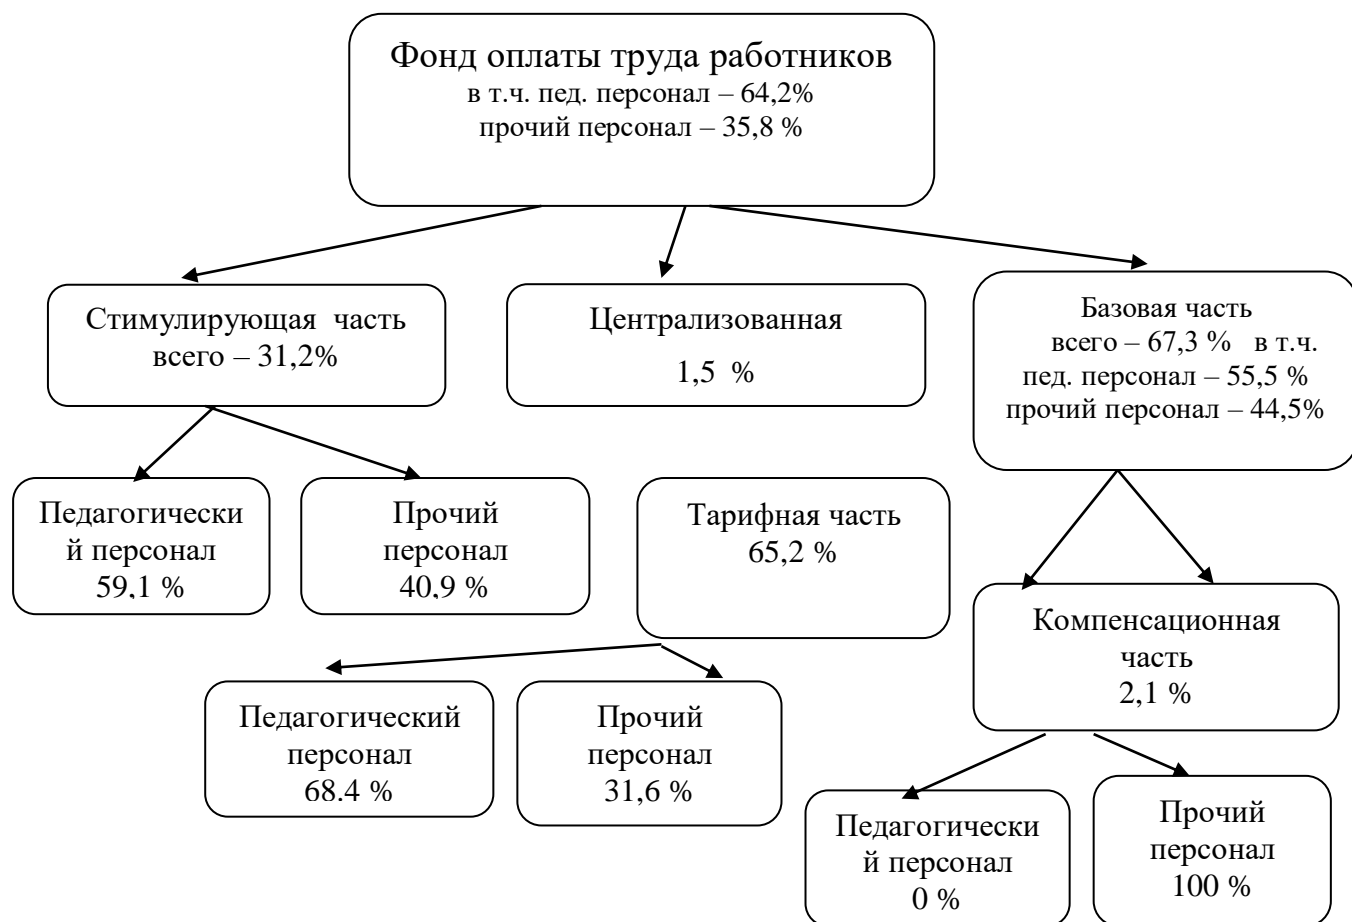 Фонд оплаты труда работников
в т.ч. пед. персонал – 64,2%
прочий персонал – 35,8 %
Стимулирующая часть
всего – 31,2%
Централизованная
1,5 %
Базовая часть
всего – 67,3 % в т.ч.
пед. персонал – 55,5 %
прочий персонал – 44,5%
Педагогически
й персонал
59,1 %
Прочий
персонал
40,9 %
Тарифная часть
65,2 %
Компенсационная
часть
2,1 %
Педагогический
персонал
68.4 %
Прочий
персонал
31,6 %
Педагогически
й персонал
0 %
Прочий
персонал
100 %